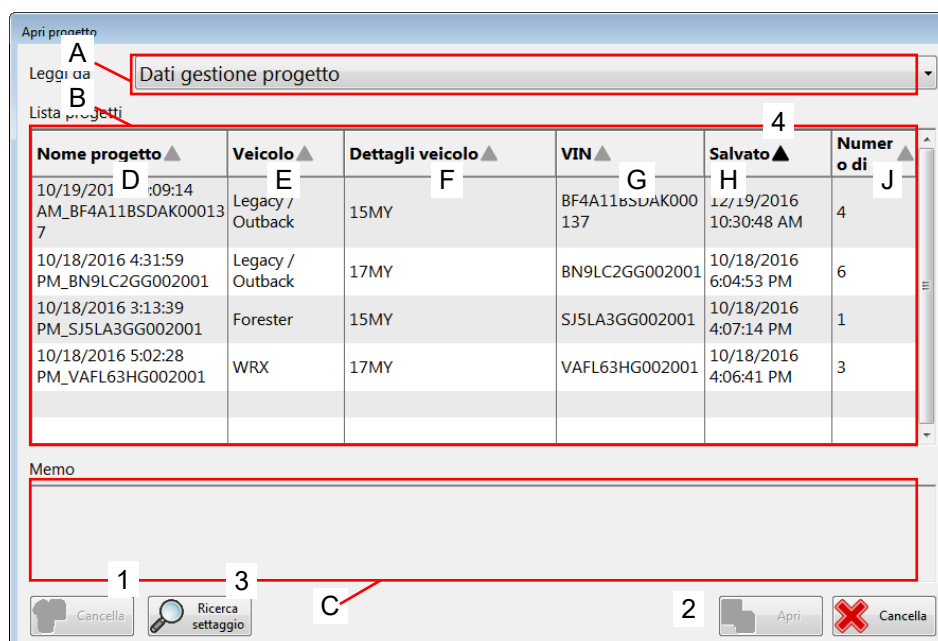 Apri progetto
A
Leggi da
Dati gestione progetto
B
Lista progetti
4
Nome progetto Veicolo Dettagli veicolo VIN Salvato Numer
o di
D E F G H J
10/19/201 :09:14
AM_BF4A11BSDAK00013
7
Legacy /
Outback
15MY
BF4A11BSDAK000
137
12/19/2016
10:30:48 AM
4
10/18/2016 4:31:59
PM_BN9LC2GG002001
Legacy /
Outback
17MY
BN9LC2GG002001
10/18/2016
6:04:53 PM
6
10/18/2016 3:13:39
PM_SJ5LA3GG002001
Forester
15MY
SJ5LA3GG002001
10/18/2016
4:07:14 PM
1
10/18/2016 5:02:28
PM_VAFL63HG002001
WRX
17MY
VAFL63HG002001
10/18/2016
4:06:41 PM
3
Memo
1
3
C
2
Cancella
Ricerca
settaggio
Apri
Cancella